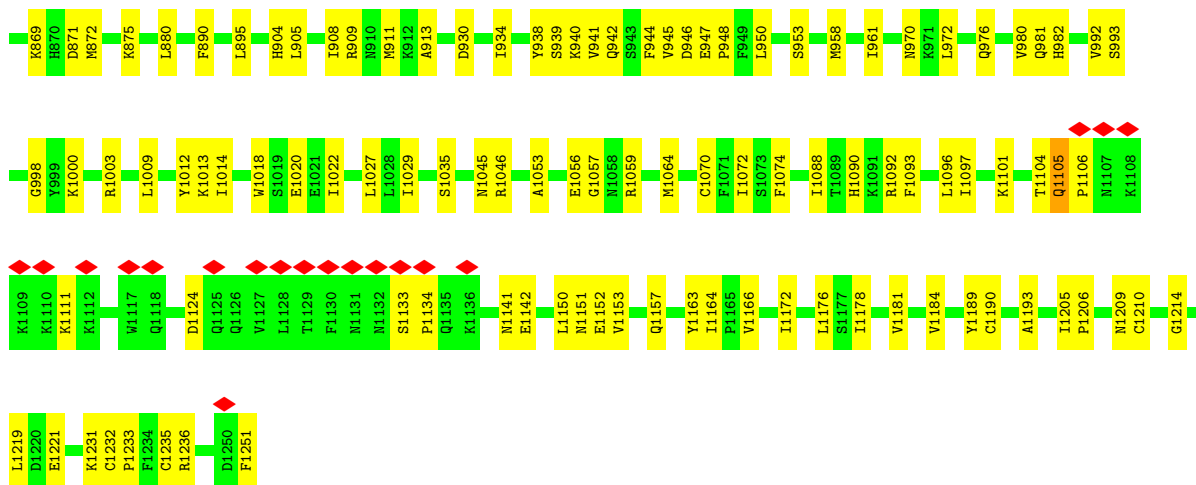 K869 H870 D871 M872 K875 L880 F890 L895 H904 L905 I908 R909 N910 M911 K912 A913 D930 I934 Y938 S939 K940 V941 Q942 S943 F944 V945 D946 E947 P948 F949 L950 S953 M958 I961 N970 K971 L972 Q976 V980 Q981 H982 V992 S993
G998 Y999 K1000 R1003 L1009 Y1012 K1013 I1014 W1018 S1019 E1020 E1021 I1022 L1027 L1028 I1029 S1035 N1045 R1046 A1053 E1056 G1057 N1058 R1059 M1064 C1070 F1071 I1072 S1073 F1074 I1088 T1089 H1090 K1091 R1092 F1093 L1096 I1097 K1101 T1104 Q1105 P1106 N1107 K1108
K1109 K1110 K1111 K1112 W1117 Q1118 D1124 Q1125 Q1126 V1127 L1128 T1129 F1130 N1131 N1132 S1133 P1134 Q1135 K1136 N1141 E1142 L1150 N1151 E1152 V1153 Q1157 Y1163 I1164 P1165 V1166 I1172 L1176 S1177 I1178 V1181 V1184 Y1189 C1190 A1193 I1205 P1206 N1209 C1210 G1214
L1219 D1220 E1221 K1231 C1232 P1233 F1234 C1235 R1236 D1250 F1251